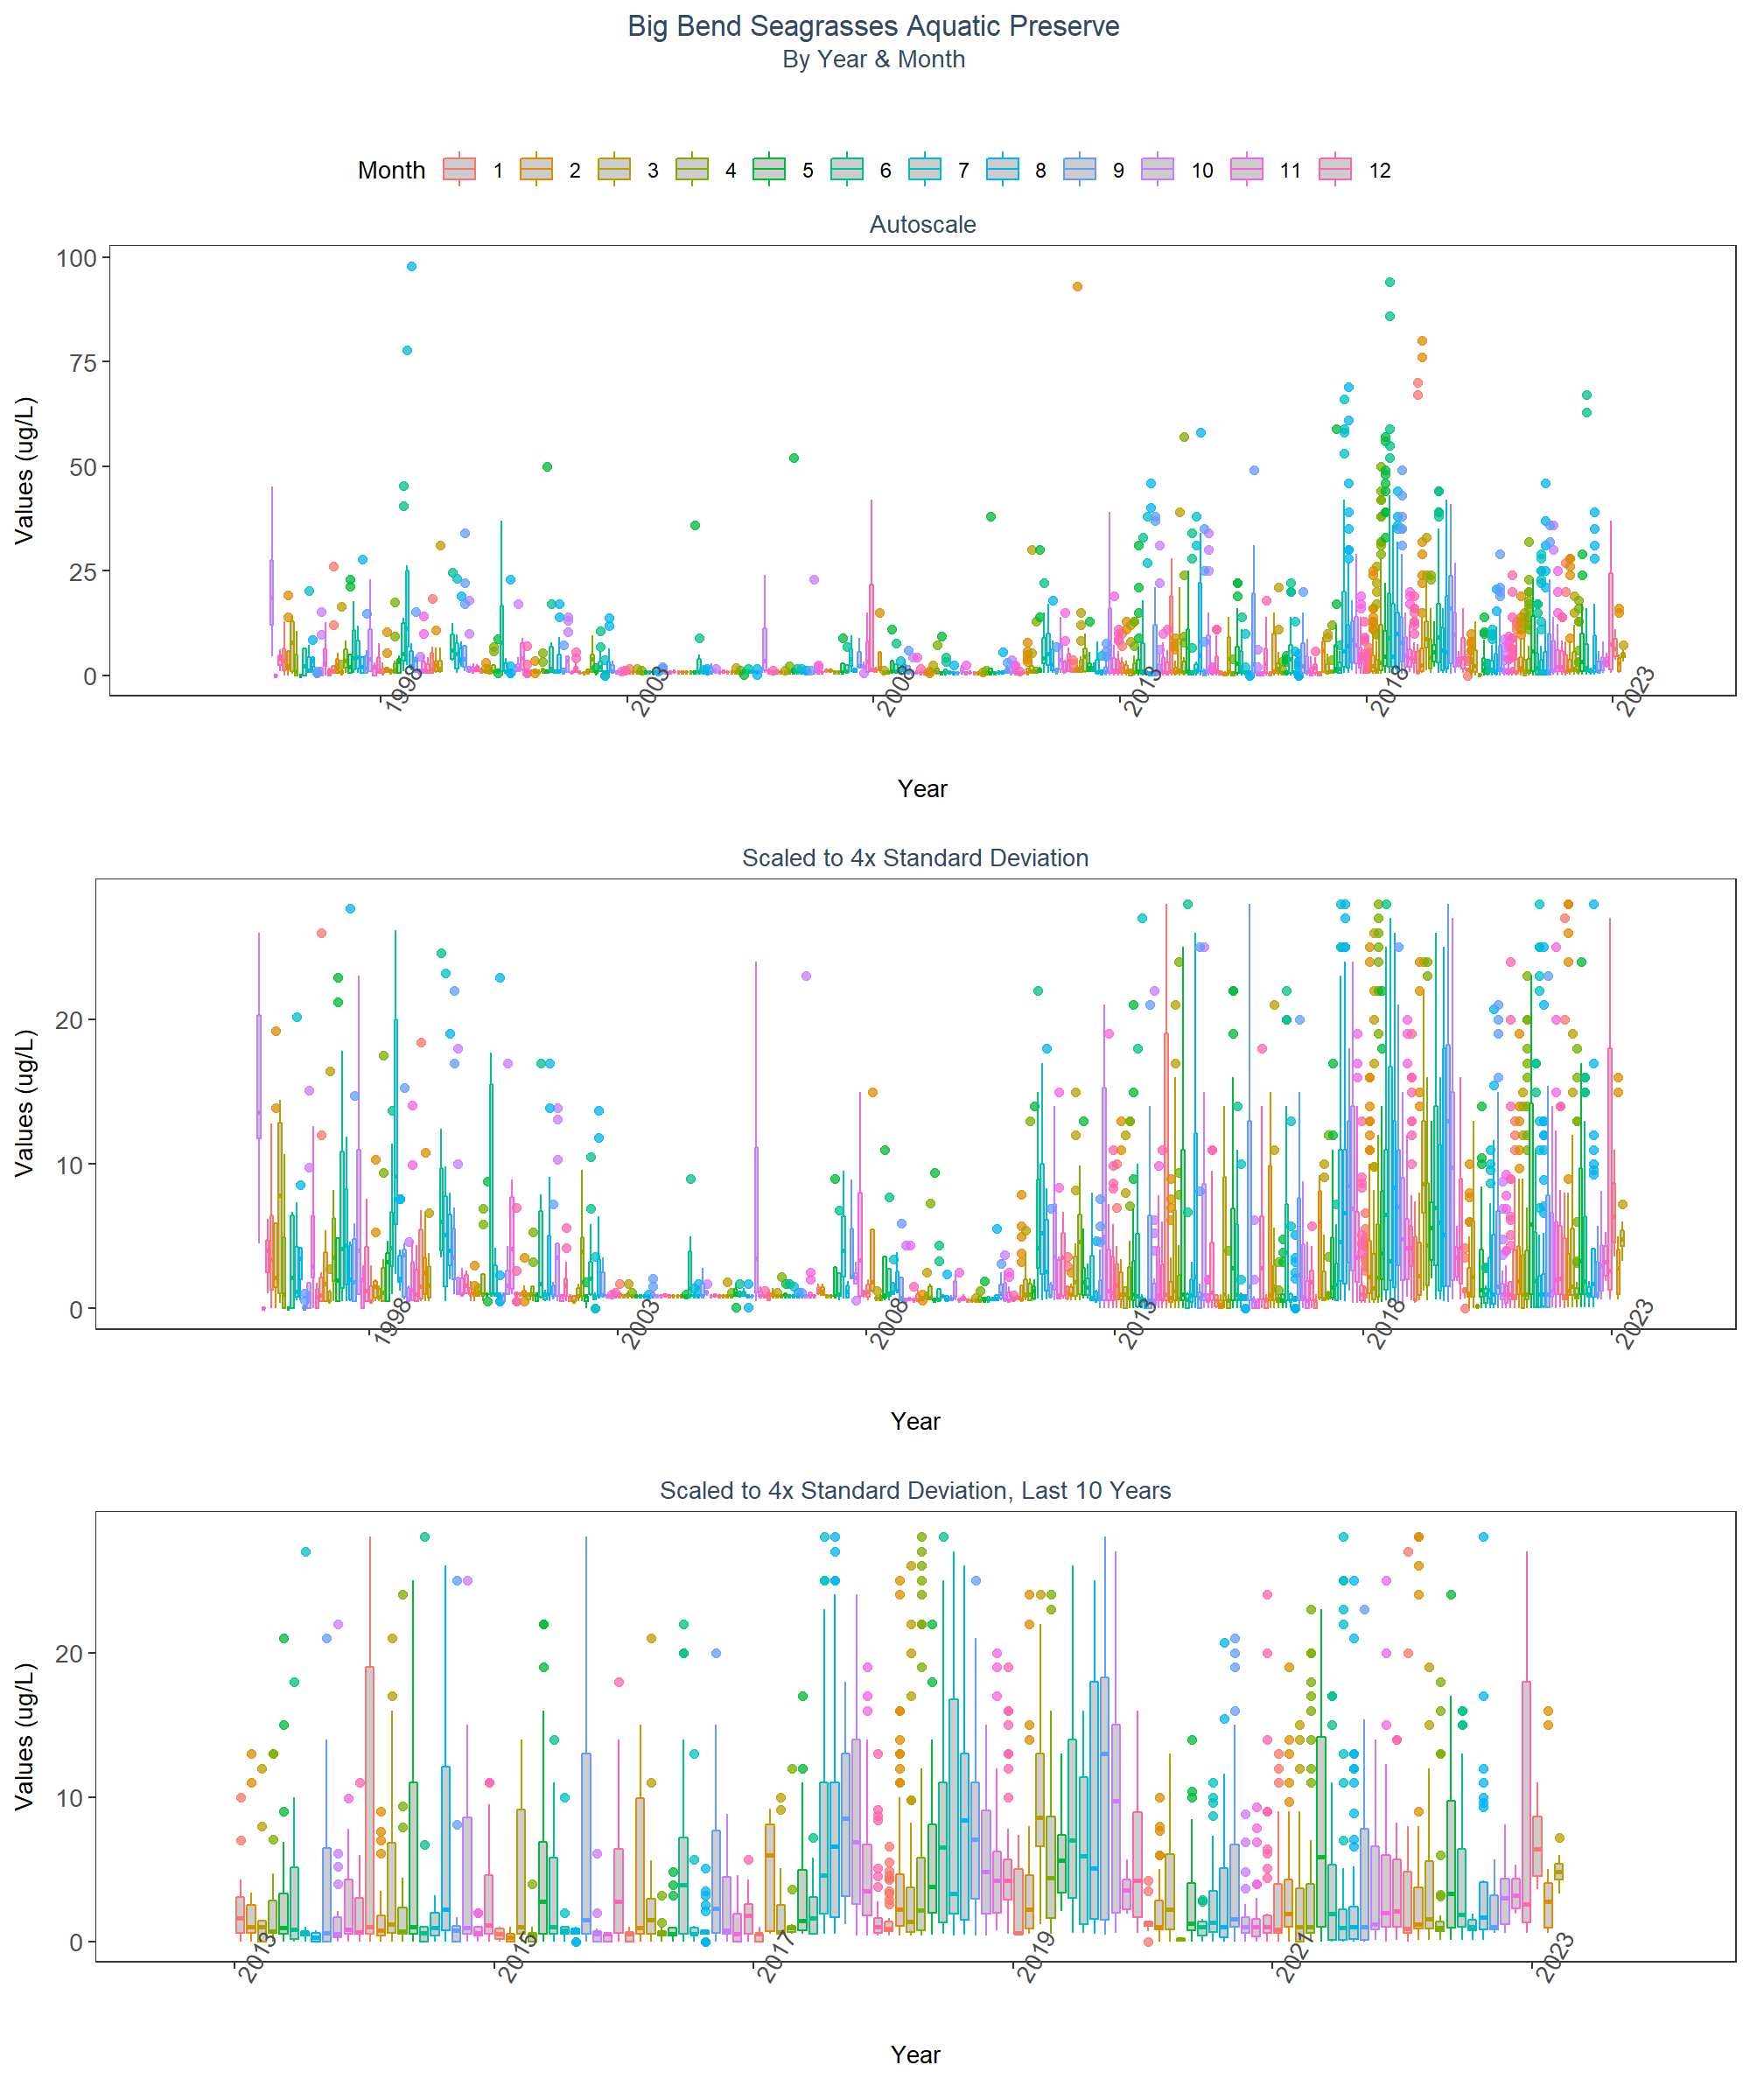 Big Bend Seagrasses Aquatic Preserve
By Year & Month
Month 1 2 3 4 5 6 7 8 9 10 11 12
Autoscale
100
75
50
25
0
Values (ug/L)
1998 2003 2008 2013 2018 2023
Year
Scaled to 4x Standard Deviation
20
10
0
Values (ug/L)
1998 2003 2008 2013 2018 2023
Year
Scaled to 4x Standard Deviation, Last 10 Years
20
10
0
Values (ug/L)
2013 2015 2017 2019 2021 2023
Year